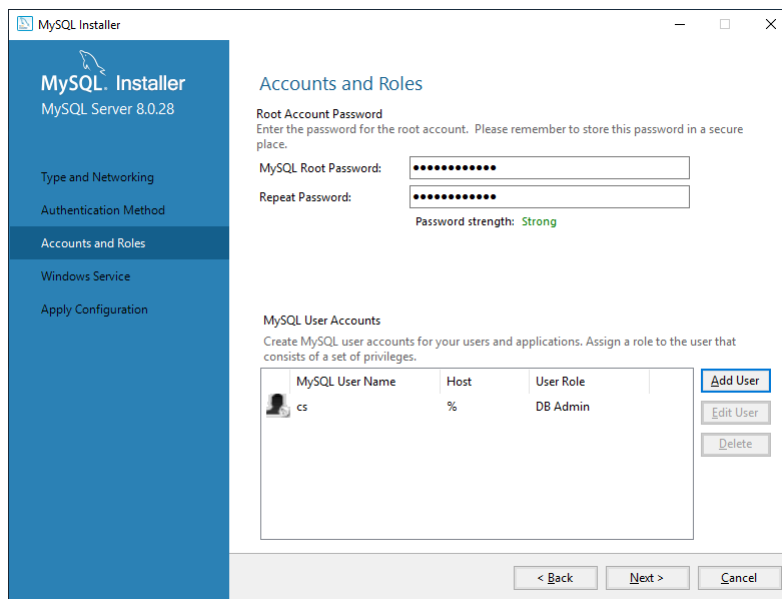 MySQL Installer
MySQL. Installer
MySQL Server 8.0.28
Type and Networking
Authentication Method
Accounts and Roles
Windows Service
Apply Configuration
Accounts and Roles
Root Account Password
Enter the password for the root account. Please remember to store this password in a secure
place.
MySQL Root Password: ●●●●●●●●●●●●
Repeat Password: ●●●●●●●●●●●●
Password strength: Strong
MySQL User Accounts
Create MySQL user accounts for your users and applications. Assign a role to the user that
consists of a set of privileges.
MySQL User Name Host User Role
cs % DB Admin
Add User
Edit User
Delete
< Back Next > Cancel